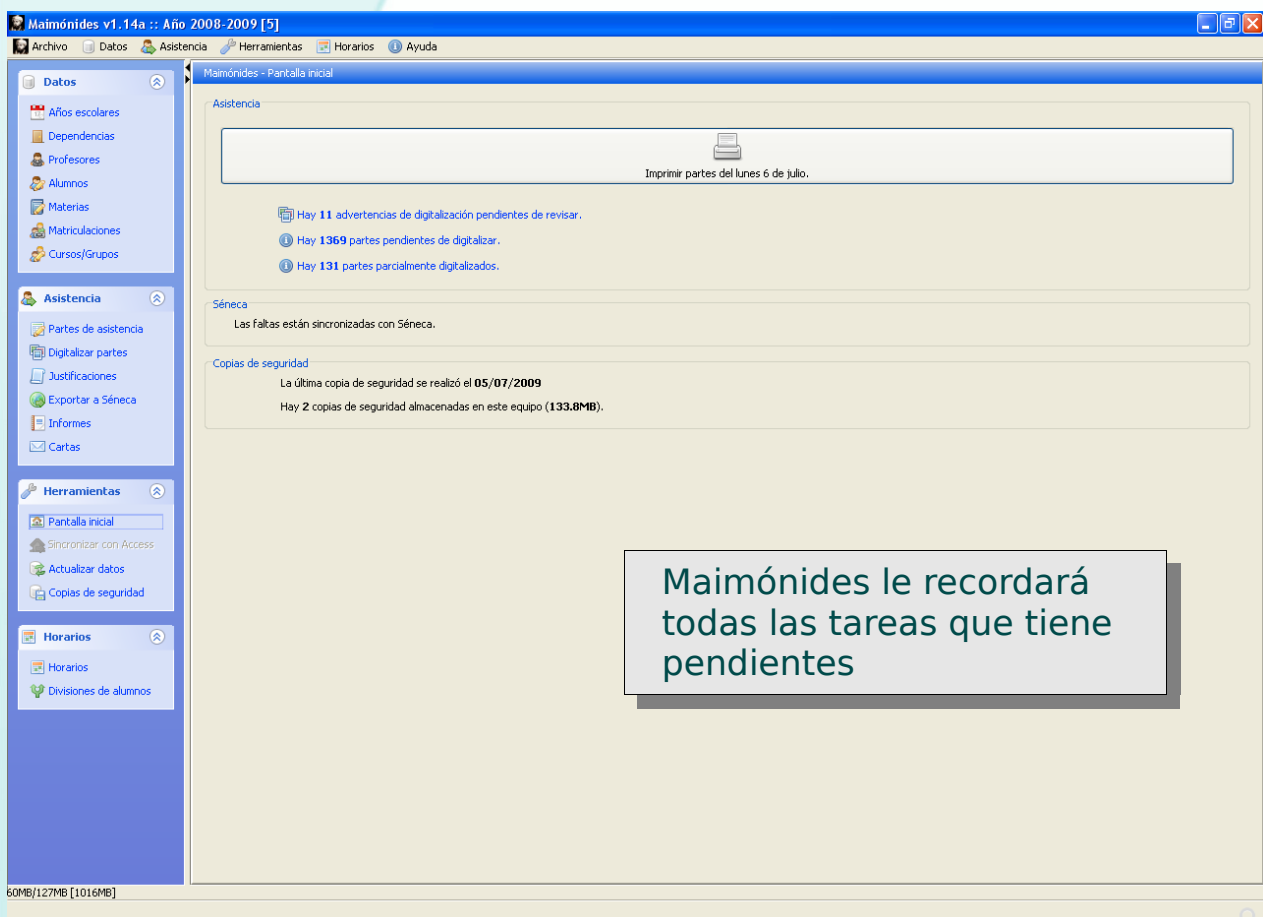 Maimónides v1.14a :: Año 2008-2009 [5]
Archivo Datos Asistencia Herramientas Horarios Ayuda
Datos
Años escolares
Dependencias
Profesores
Alumnos
Materias
Matriculaciones
Cursos/Grupos
Asistencia
Partes de asistencia
Digitalizar partes
Justificaciones
Exportar a Séneca
Informes
Cartas
Herramientas
Pantalla inicial
Sincronizar con Access
Actualizar datos
Copias de seguridad
Horarios
Horarios
Divisiones de alumnos
Maimónides - Pantalla inicial
Asistencia
Imprimir partes del lunes 6 de julio.
Hay 11 advertencias de digitalización pendientes de revisar.
Hay 1369 partes pendientes de digitalizar.
Hay 131 partes parcialmente digitalizados.
Séneca
Las faltas están sincronizadas con Séneca.
Copias de seguridad
La última copia de seguridad se realizó el 05/07/2009
Hay 2 copias de seguridad almacenadas en este equipo (133.8MB).
Maimónides le recordará
todas las tareas que tiene
pendientes
60MB/127MB [1016MB]